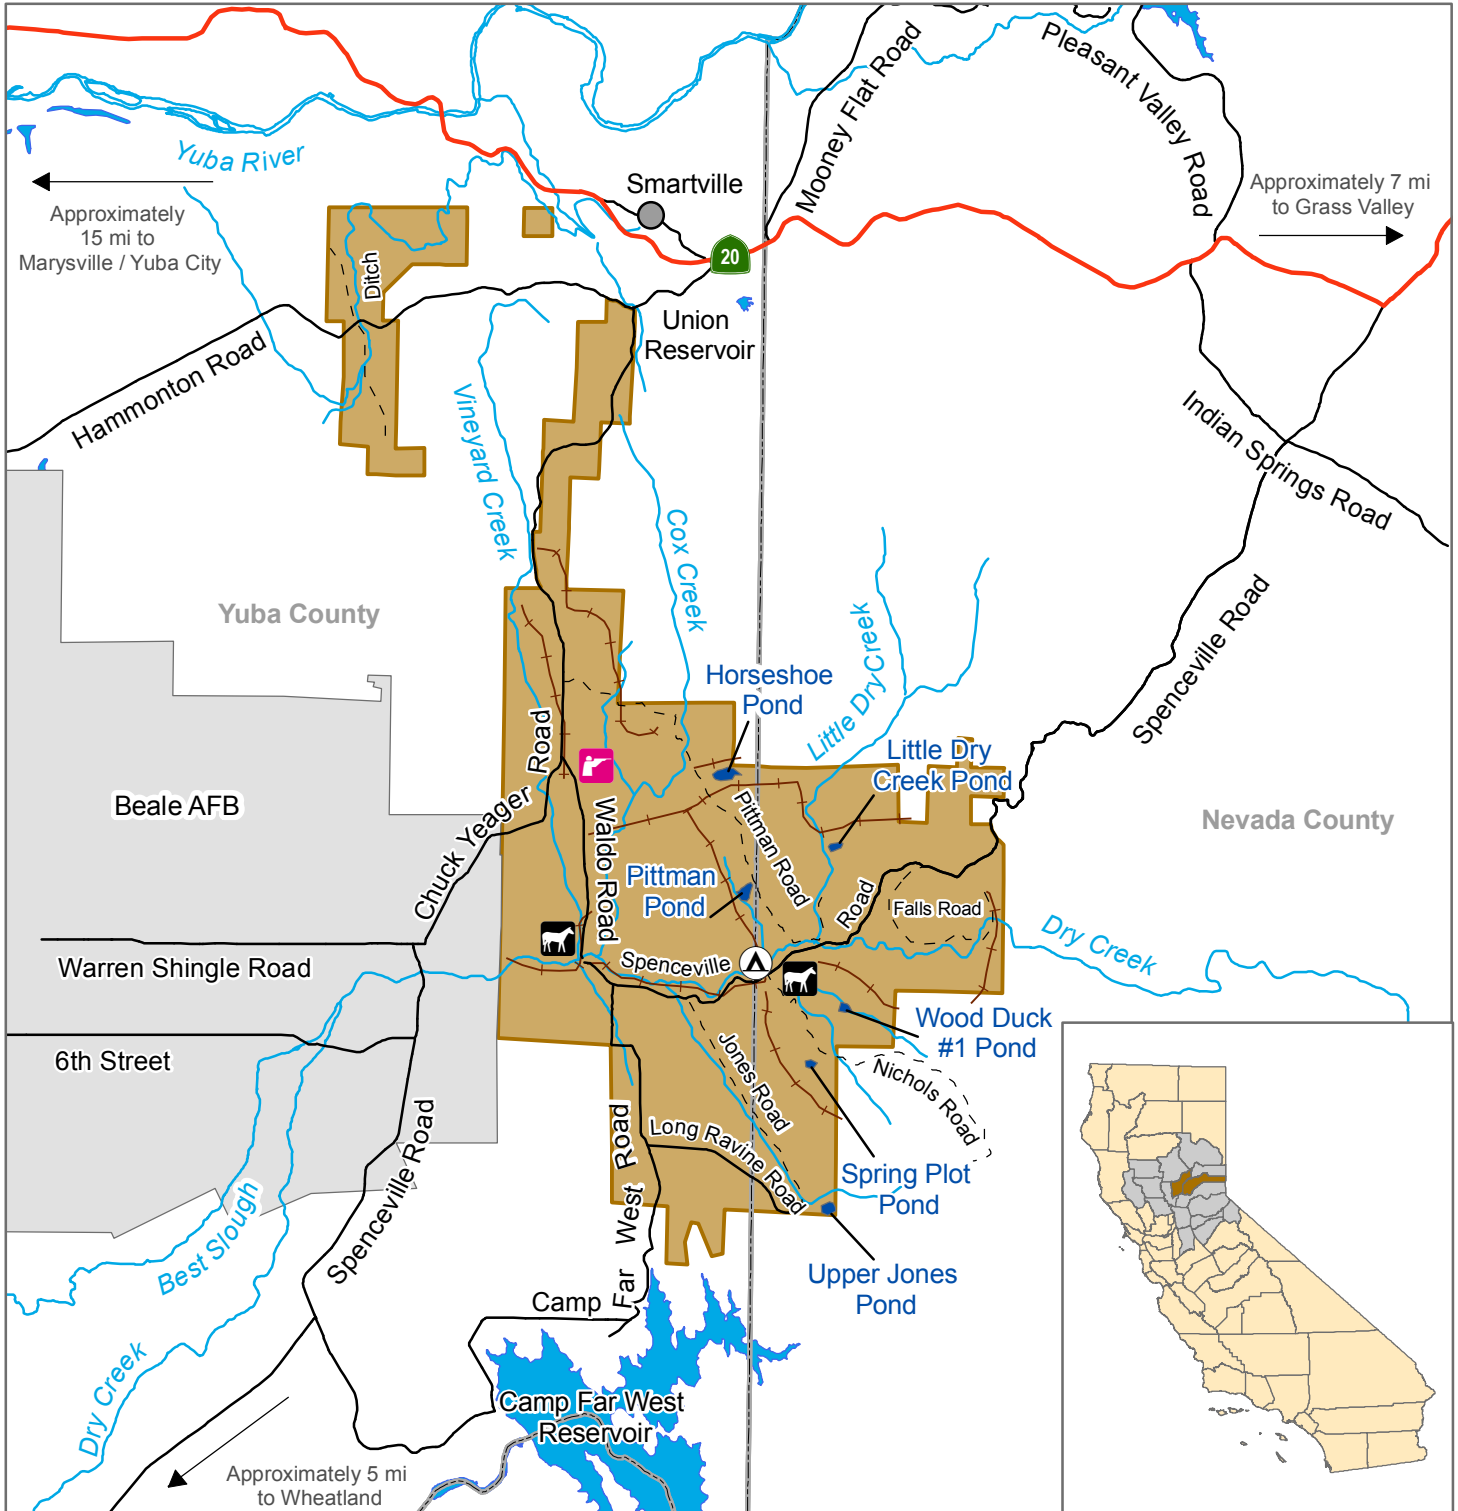 Mooney Flat Road
Pleasant Valley Road
Yuba River
Approximately
15 mi to
Marysville / Yuba City
Smartville
20
Approximately 7 mi
to Grass Valley
Ditch
Union
Reservoir
Hammonton Road
Vineyard Creek
Cox Creek
Indian Springs Road
Yuba County
Spenceville Road
Little Dry Creek
Horseshoe
Pond
Little Dry
Creek Pond
Beale AFB
Chuck Yeager Road
Waldo Road
Pittman Road
Nevada County
Pittman
Pond
Road
Falls Road
Dry Creek
Warren Shingle Road
Spenceville
6th Street
Wood Duck
#1 Pond
Jones Road
Nichols Road
Long Ravine Road
Spring Plot
Pond
Spenceville Road
Best Slough
Camp Far West Road
Upper Jones
Pond
Dry Creek
Camp Far West
Reservoir
Approximately 5 mi
to Wheatland